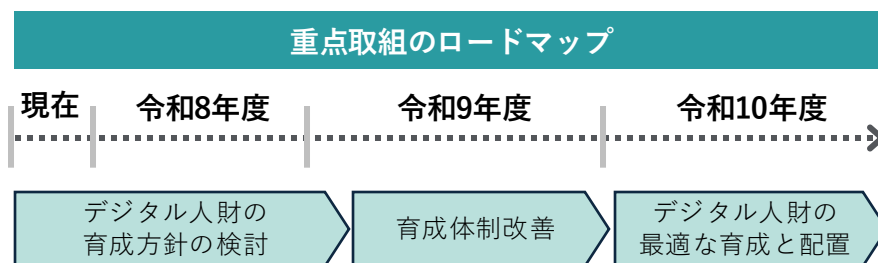 重点取組のロードマップ
現在 令和8年度 令和9年度 令和10年度
デジタル人財の
育成方針の検討
育成体制改善
デジタル人財の
最適な育成と配置